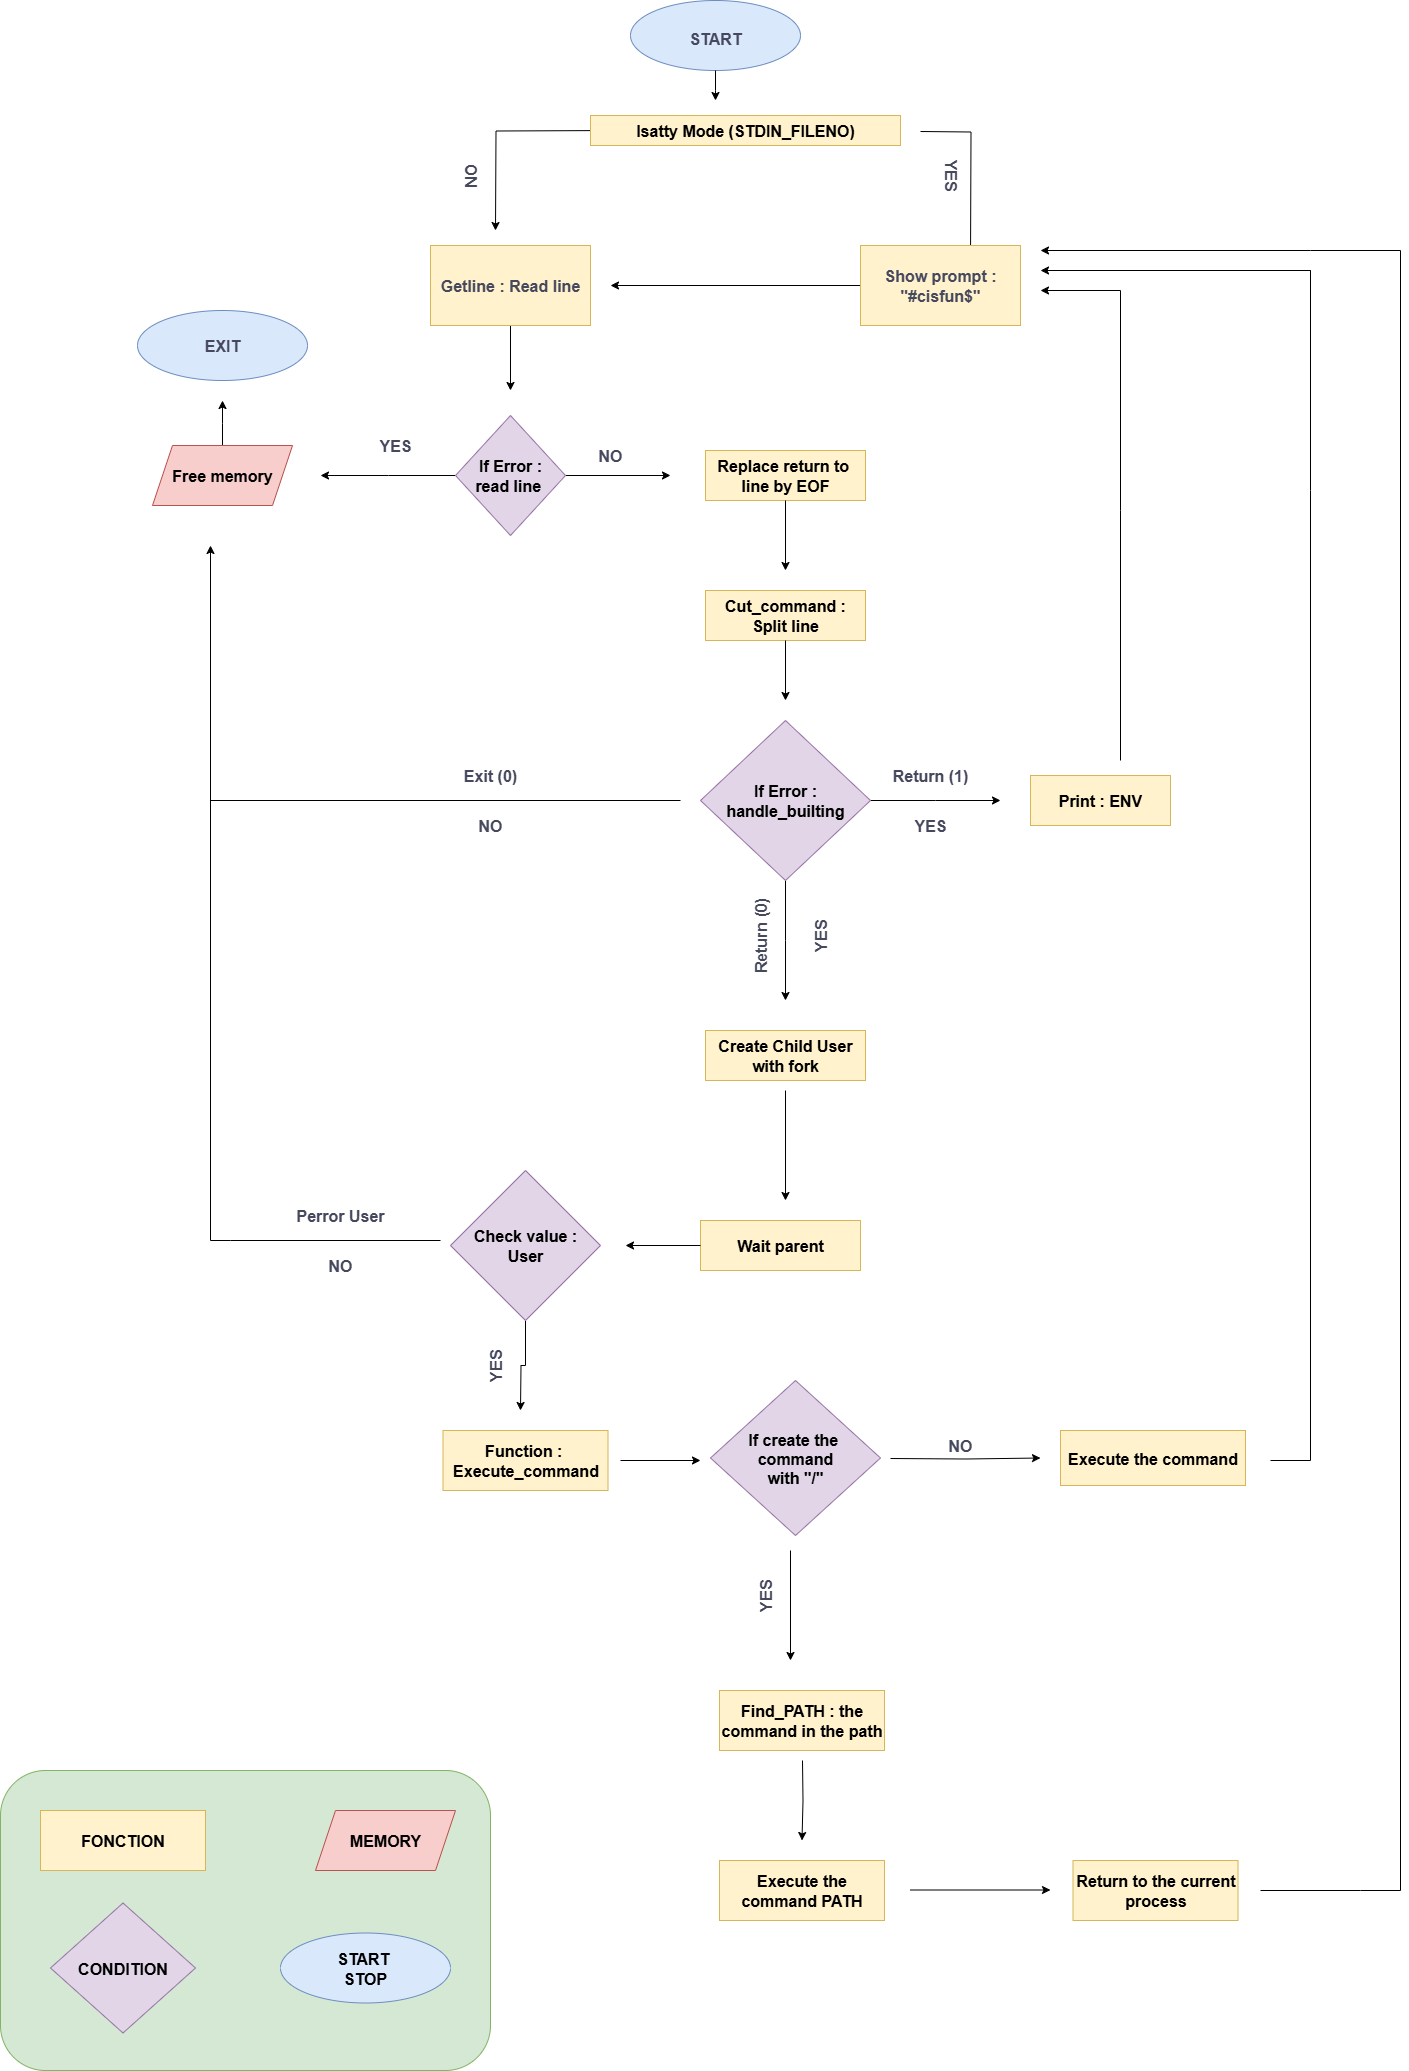 START
Isatty Mode (STDIN_FILENO)
NO
YES
Getline : Read line
Show prompt :
"#cisfun$"
EXIT
YES
NO
If Error :
read line
Free memory
Replace return to
line by EOF
Cut_command :
Split line
Exit (0)
NO
If Error :
handle_builting
Return (1)
YES
Print : ENV
Return (0)
YES
Create Child User
with fork
Perror User
NO
Check value :
User
Wait parent
YES
Function :
Execute_command
If create the
command
with "/"
NO
Execute the command
YES
Find_PATH : the
command in the path
Execute the
command PATH
Return to the current
process
FONCTION
MEMORY
CONDITION
START
STOP